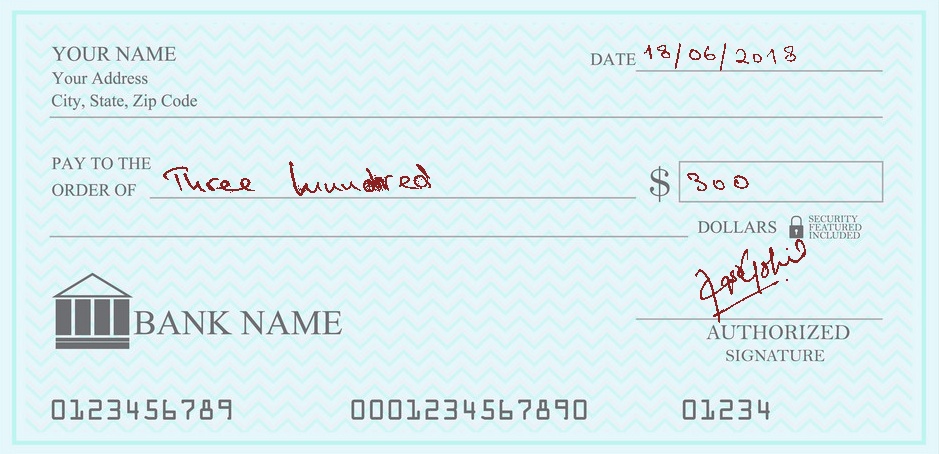 YOUR NAME
Your Address
City, State, Zip Code
DATE 18/06/2018
PAY TO THE
ORDER OF Three hundred
$ 300
DOLLARS
SECURITY
FEATURED
INCLUDED
BANK NAME
AUTHORIZED
SIGNATURE
0123456789 0001234567890 01234